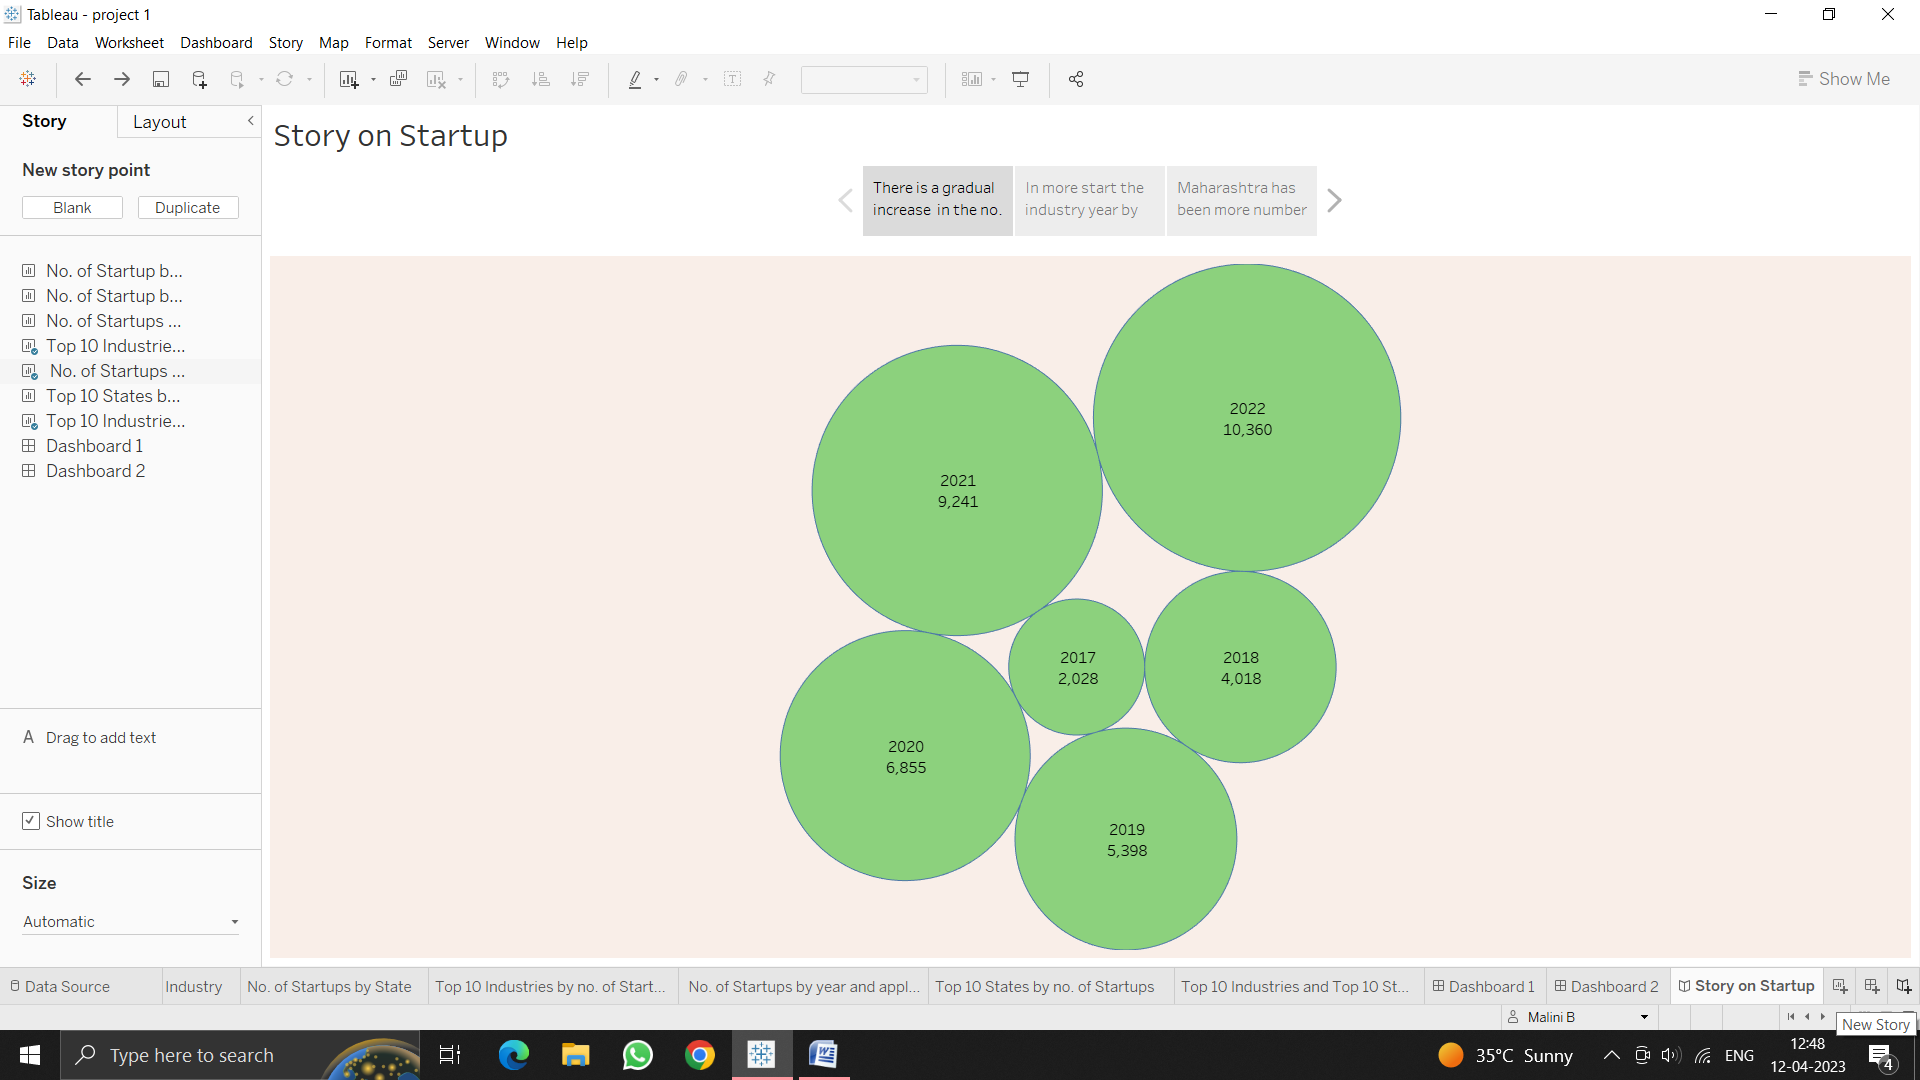 Tableau - project 1
File Data Worksheet Dashboard Story Map Format Server Window Help
Show Me
Story
Layout
New story point
Blank
Duplicate
No. of Startup b...
No. of Startup b...
No. of Startups ...
Top 10 Industrie...
No. of Startups ...
Top 10 States b...
Top 10 Industrie...
Dashboard 1
Dashboard 2
A Drag to add text
Show title
Size
Automatic
Story on Startup
There is a gradual
increase in the no.
In more start the
industry year by
Maharashtra has
been more number
2022
10,360
2021
9,241
2017
2,028
2018
4,018
2020
6,855
2019
5,398
Data Source
Industry
No. of Startups by State
Top 10 Industries by no. of Start...
No. of Startups by year and appl...
Top 10 States by no. of Startups
Top 10 Industries and Top 10 St...
Dashboard 1
Dashboard 2
Story on Startup
Malini B
New Story
Type here to search
35°C Sunny
ENG
12:48
12-04-2023
4